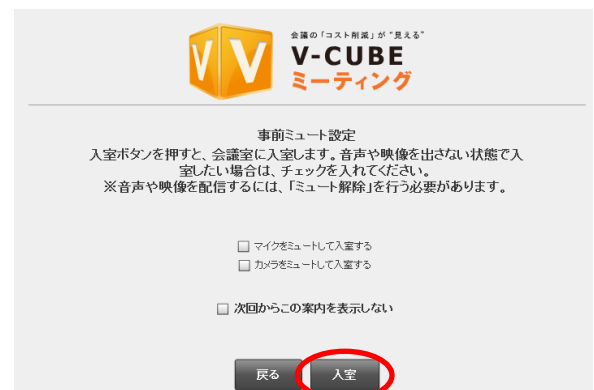 会議の「コスト削減」が"見える"
V-CUBE
ミーティング
事前ミュート設定
入室ボタンを押すと、会議室に入室します。音声や映像を出さない状態で入
室したい場合は、チェックを入れてください。
※音声や映像を配信するには、「ミュート解除」を行う必要があります。
マイクをミュートして入室する
カメラをミュートして入室する
次回からこの案内を表示しない
戻る 入室